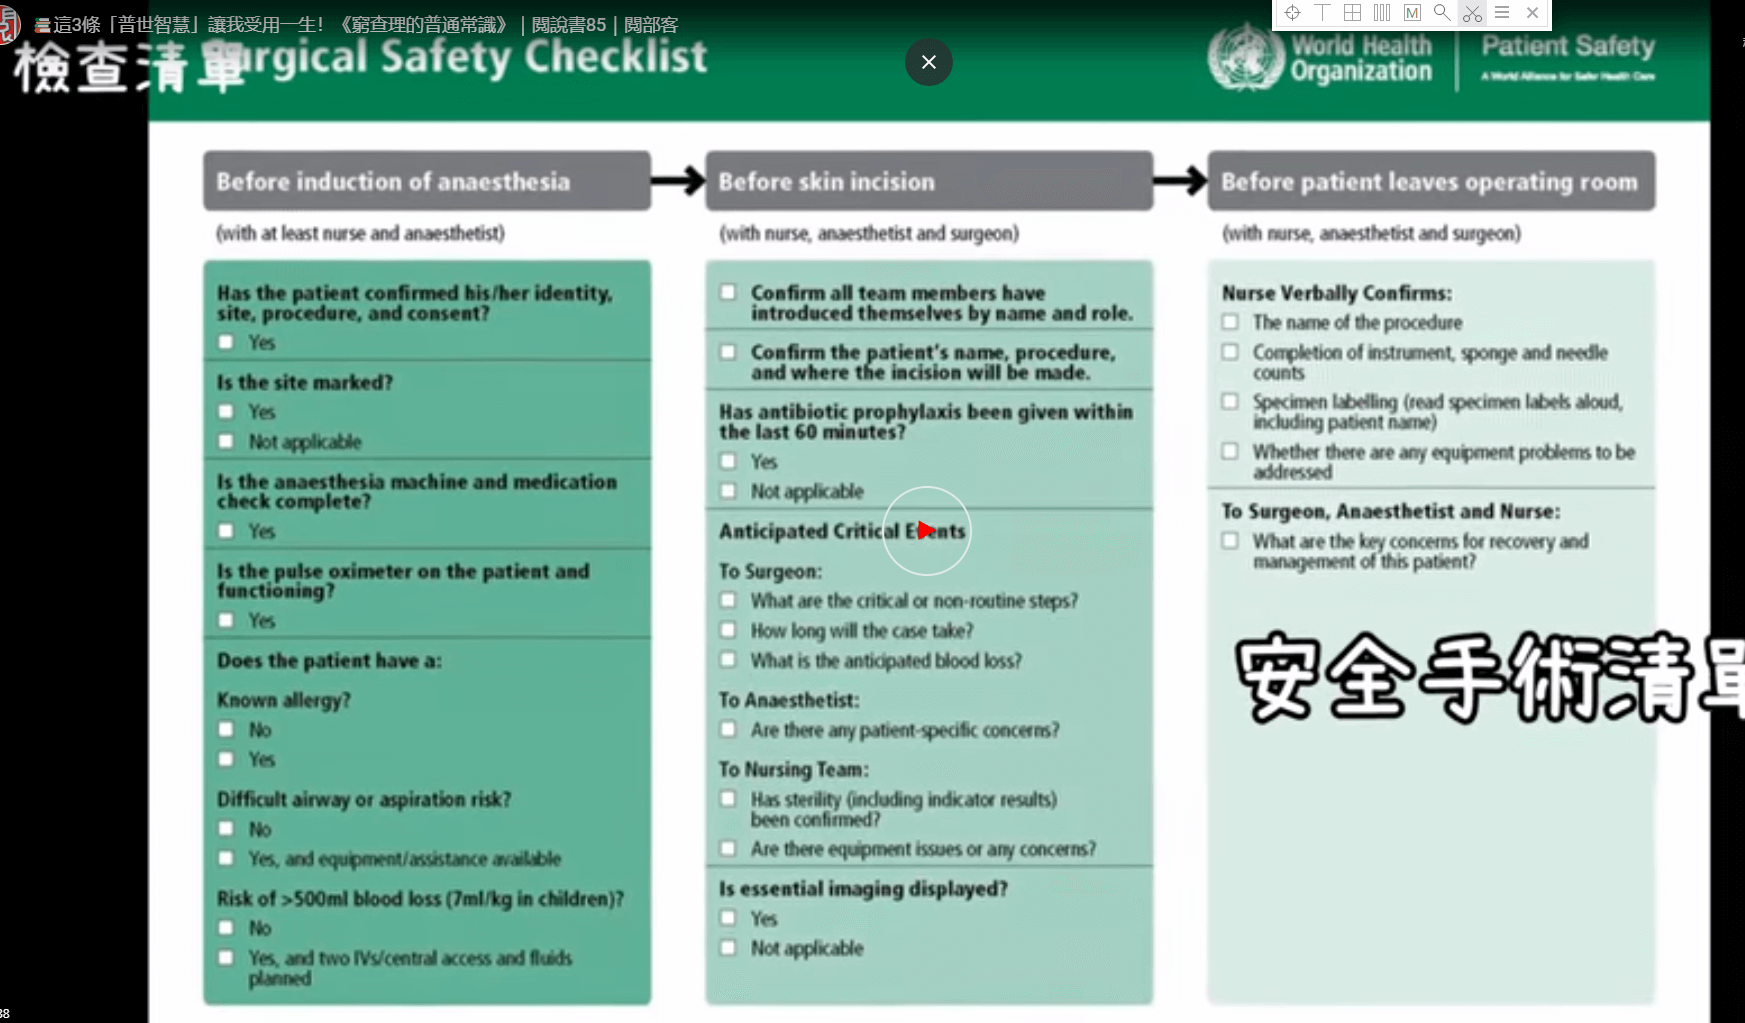 這3條「普世智慧」讓我受用一生！《窮查理的普通常識》｜閱說書85｜閱部客
檢查清單
Surgical Safety Checklist
World Health
Organization
Patient Safety
A World Alliance for Safer Health Care
Before induction of anaesthesia
(with at least nurse and anaesthetist)
Has the patient confirmed his/her identity,
site, procedure, and consent?
Yes
Is the site marked?
Yes
Not applicable
Is the anaesthesia machine and medication
check complete?
Yes
Is the pulse oximeter on the patient and
functioning?
Yes
Does the patient have a:
Known allergy?
No
Yes
Difficult airway or aspiration risk?
No
Yes, and equipment/assistance available
Risk of >500ml blood loss (7ml/kg in children)?
No
Yes, and two IVs/central access and fluids
planned
Before skin incision
(with nurse, anaesthetist and surgeon)
Confirm all team members have
introduced themselves by name and role.
Confirm the patient's name, procedure,
and where the incision will be made.
Has antibiotic prophylaxis been given within
the last 60 minutes?
Yes
Not applicable
Anticipated Critical Events
To Surgeon:
What are the critical or non-routine steps?
How long will the case take?
What is the anticipated blood loss?
To Anaesthetist:
Are there any patient-specific concerns?
To Nursing Team:
Has sterility (including indicator results)
been confirmed?
Are there equipment issues or any concerns?
Is essential imaging displayed?
Yes
Not applicable
Before patient leaves operating room
(with nurse, anaesthetist and surgeon)
Nurse Verbally Confirms:
The name of the procedure
Completion of instrument, sponge and needle
counts
Specimen labelling (read specimen labels aloud,
including patient name)
Whether there are any equipment problems to be
addressed
To Surgeon, Anaesthetist and Nurse:
What are the key concerns for recovery and
management of this patient?
安全手術清單
38